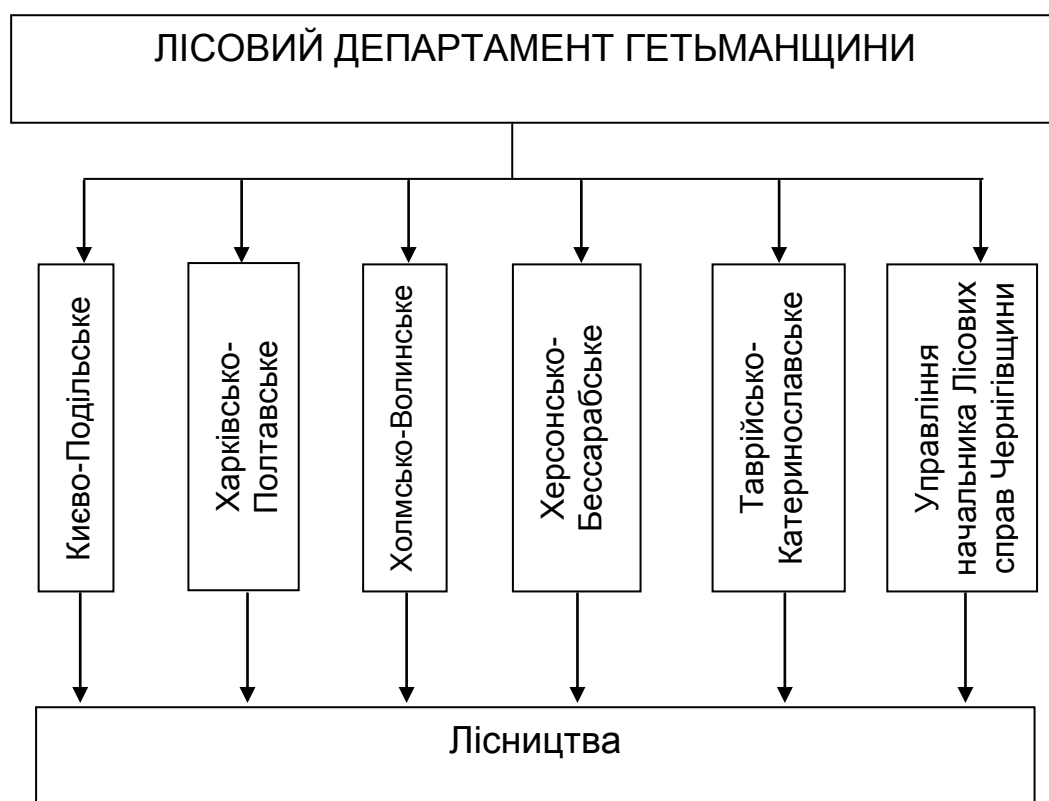 ЛІСОВИЙ ДЕПАРТАМЕНТ ГЕТЬМАНЩИНИ
Києво-Подільське
Харківсько-
Полтавське
Холмсько-Волинське
Херсонсько-
Бессарабське
Таврійсько-
Катеринославське
Управління
начальника Лісових
справ Чернігівщини
Лісництва